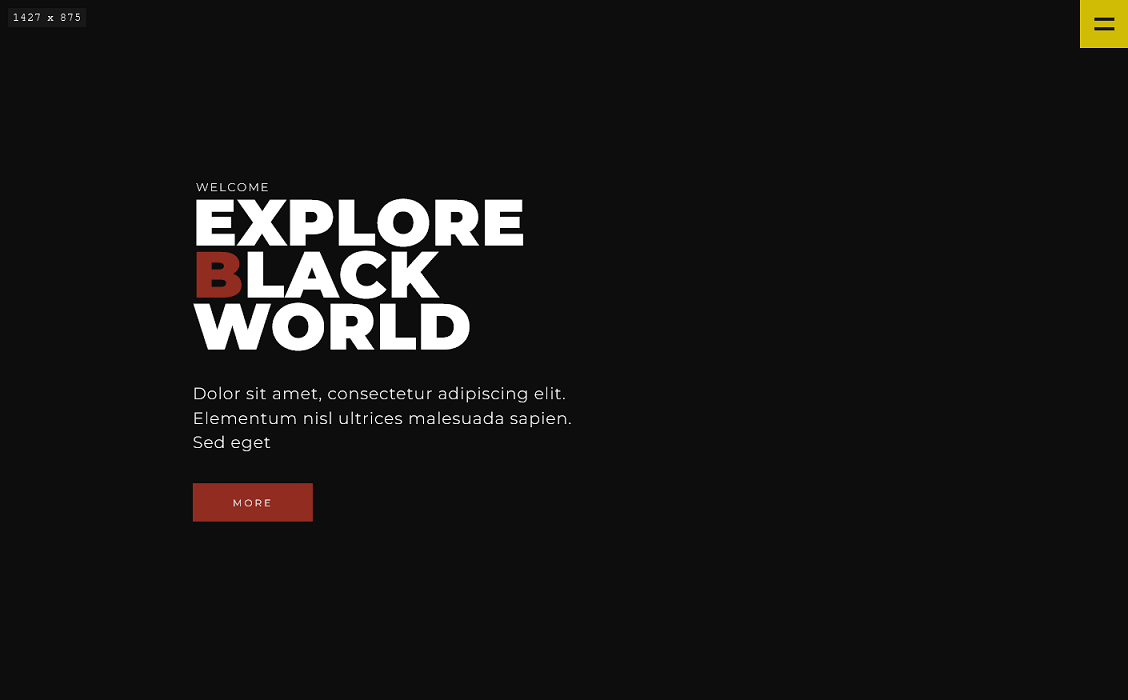 1427 x 875
WELCOME
EXPLORE
BLACK
WORLD
Dolor sit amet, consectetur adipiscing elit.
Elementum nisl ultrices malesuada sapien.
Sed eget
MORE